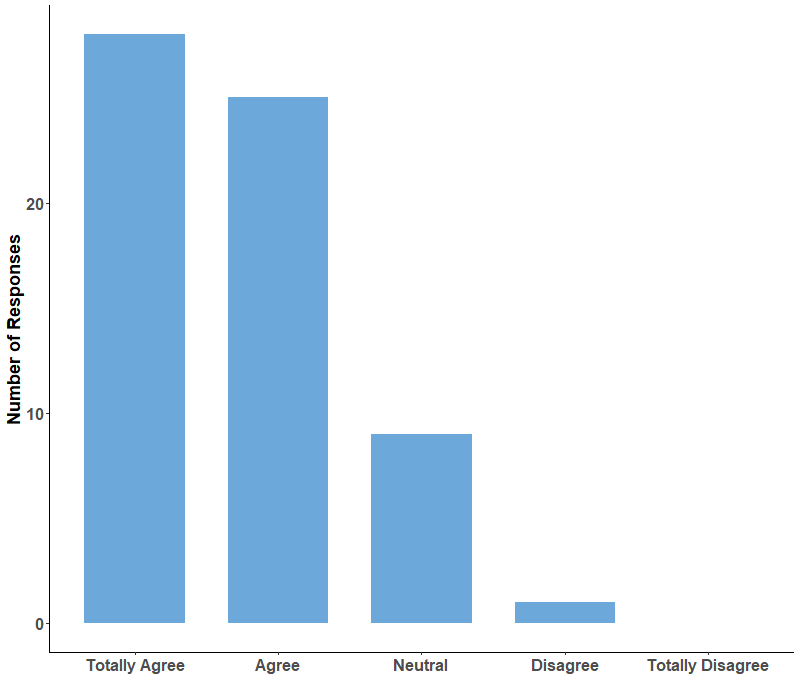 Number of Responses
20
10
0
Totally Agree
Agree
Neutral
Disagree
Totally Disagree